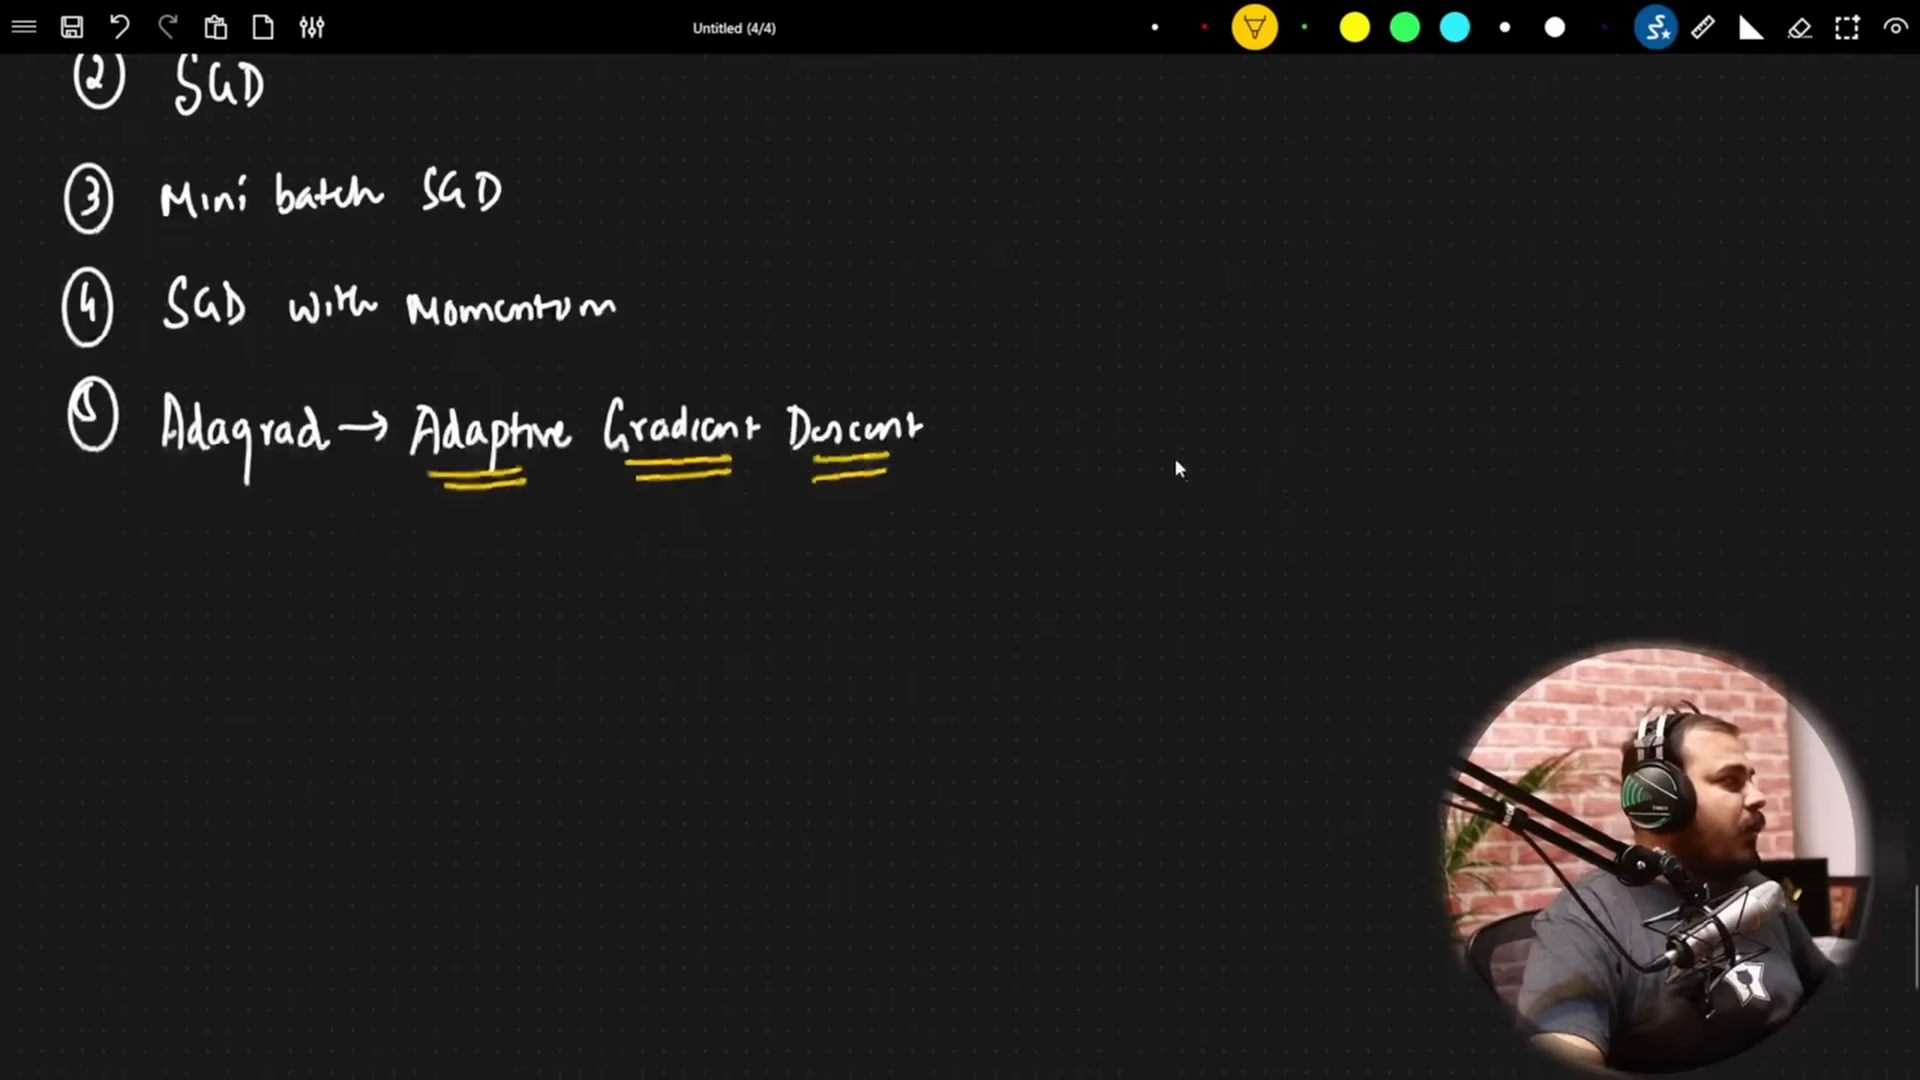 Untitled (4/4)
② SGD
③ Mini batch SGD
④ SGD with Momentum
⑤ Adagrad → Adaptive Gradient Descent